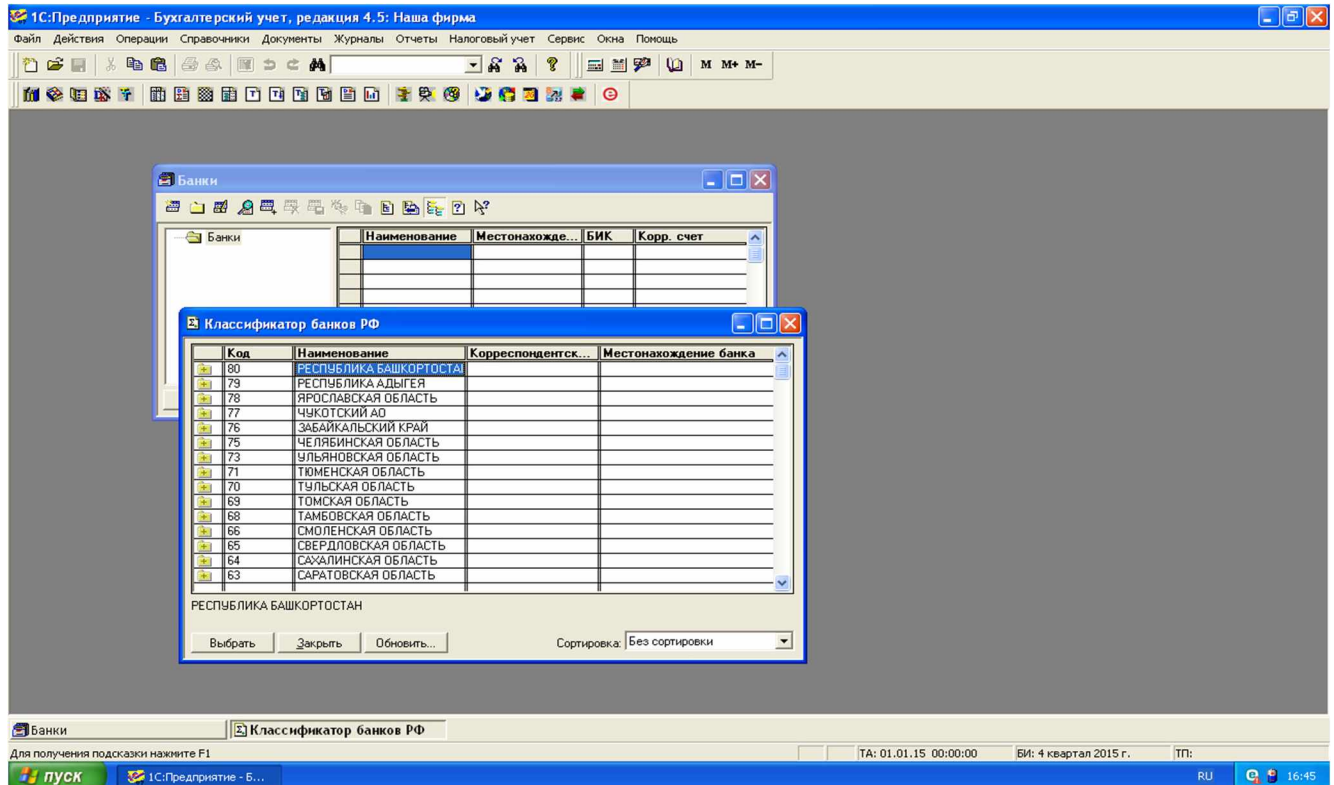 1С:Предприятие - Бухгалтерский учет, редакция 4.5: Наша фирма
Файл Действия Операции Справочники Документы Журналы Отчеты Налоговый учет Сервис Окна Помощь
M M+ M-
Банки
Банки
Наименование Местонахожде... БИК Корр. счет
Классификатор банков РФ
Код Наименование Корреспондентск... Местонахождение банка
80 РЕСПУБЛИКА БАШКОРТОСТАН
79 РЕСПУБЛИКА АДЫГЕЯ
78 ЯРОСЛАВСКАЯ ОБЛАСТЬ
77 ЧУКОТСКИЙ АО
76 ЗАБАЙКАЛЬСКИЙ КРАЙ
75 ЧЕЛЯБИНСКАЯ ОБЛАСТЬ
73 УЛЬЯНОВСКАЯ ОБЛАСТЬ
71 ТЮМЕНСКАЯ ОБЛАСТЬ
70 ТУЛЬСКАЯ ОБЛАСТЬ
69 ТОМСКАЯ ОБЛАСТЬ
68 ТАМБОВСКАЯ ОБЛАСТЬ
66 СМОЛЕНСКАЯ ОБЛАСТЬ
65 СВЕРДЛОВСКАЯ ОБЛАСТЬ
64 САХАЛИНСКАЯ ОБЛАСТЬ
63 САРАТОВСКАЯ ОБЛАСТЬ
РЕСПУБЛИКА БАШКОРТОСТАН
Выбрать Закрыть Обновить... Сортировка: Без сортировки
Банки Классификатор банков РФ
Для получения подсказки нажмите F1 ТА: 01.01.15 00:00:00 БИ: 4 квартал 2015 г. ТП:
пуск 1С:Предприятие - Б... RU 16:45